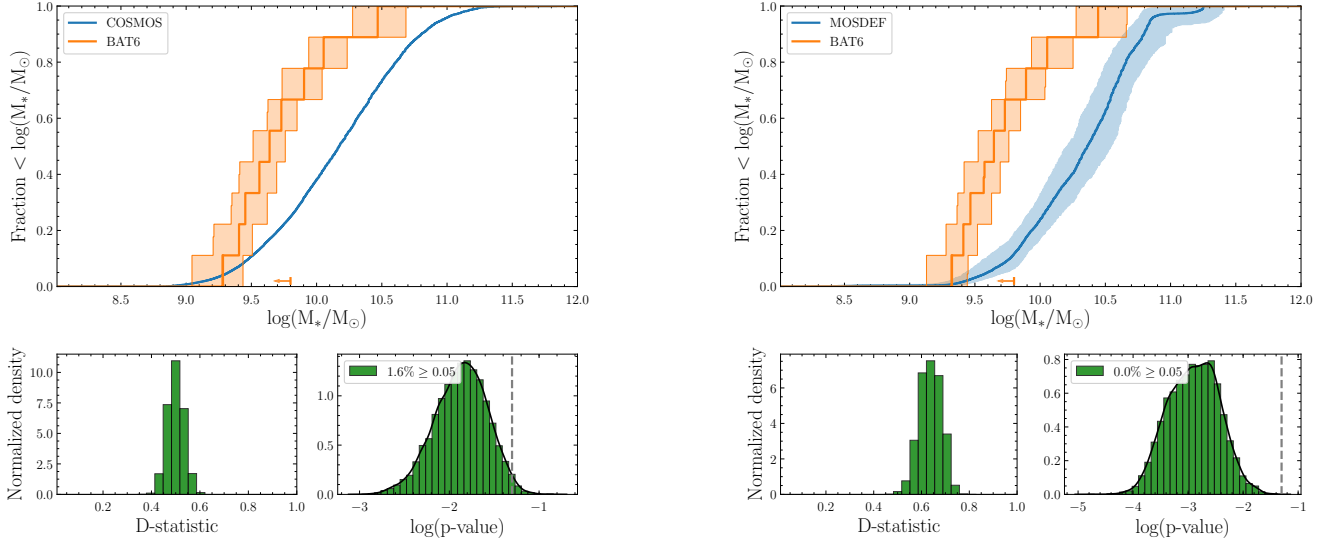 COSMOS
BAT6
Fraction < log(M*/M⊙)
1.0
0.8
0.6
0.4
0.2
0.0
8.5 9.0 9.5 10.0 10.5 11.0 11.5 12.0
log(M*/M⊙)
MOSDEF
BAT6
Fraction < log(M*/M⊙)
1.0
0.8
0.6
0.4
0.2
0.0
8.5 9.0 9.5 10.0 10.5 11.0 11.5 12.0
log(M*/M⊙)
Normalized density
10.0
7.5
5.0
2.5
0.0
0.2 0.4 0.6 0.8 1.0
D-statistic
1.6% ≥ 0.05
1.0
0.5
0.0
−3 −2 −1
log(p-value)
Normalized density
6
4
2
0
0.2 0.4 0.6 0.8 1.0
D-statistic
0.0% ≥ 0.05
0.8
0.6
0.4
0.2
0.0
−5 −4 −3 −2 −1
log(p-value)